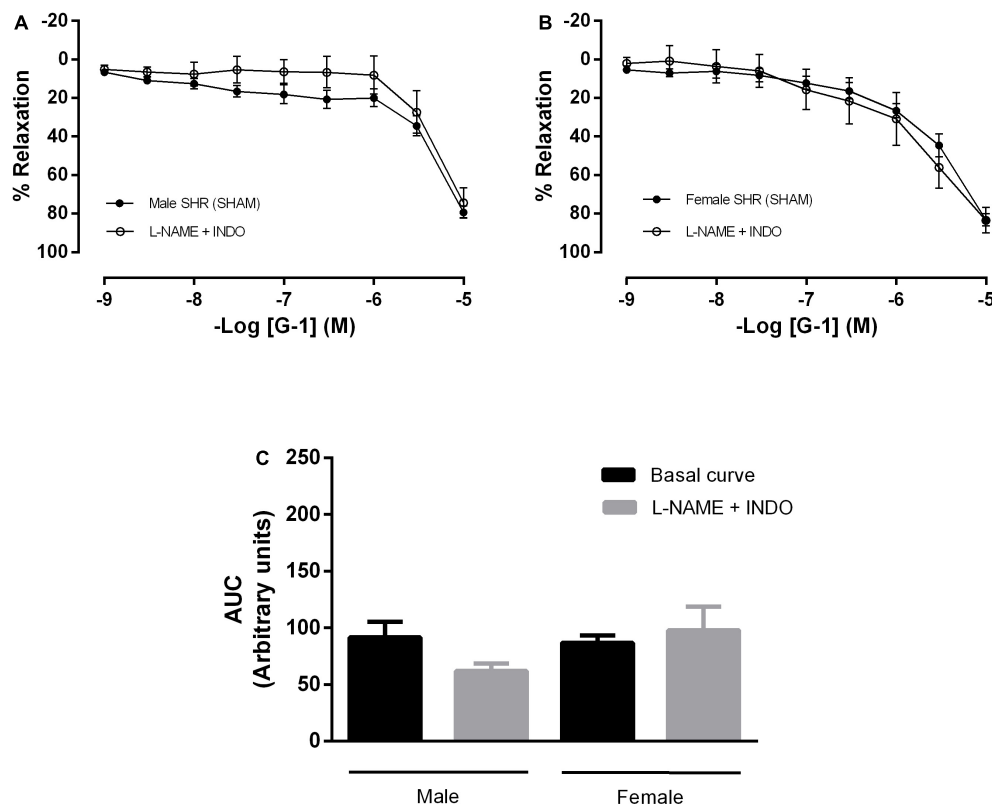 A
-20
0
20
40
60
80
100
% Relaxation
Male SHR (SHAM)
L-NAME + INDO
-9 -8 -7 -6 -5
-Log [G-1] (M)
B
-20
0
20
40
60
80
100
% Relaxation
Female SHR (SHAM)
L-NAME + INDO
-9 -8 -7 -6 -5
-Log [G-1] (M)
C
250
200
150
100
50
0
AUC
(Arbitrary units)
Basal curve
L-NAME + INDO
Male Female